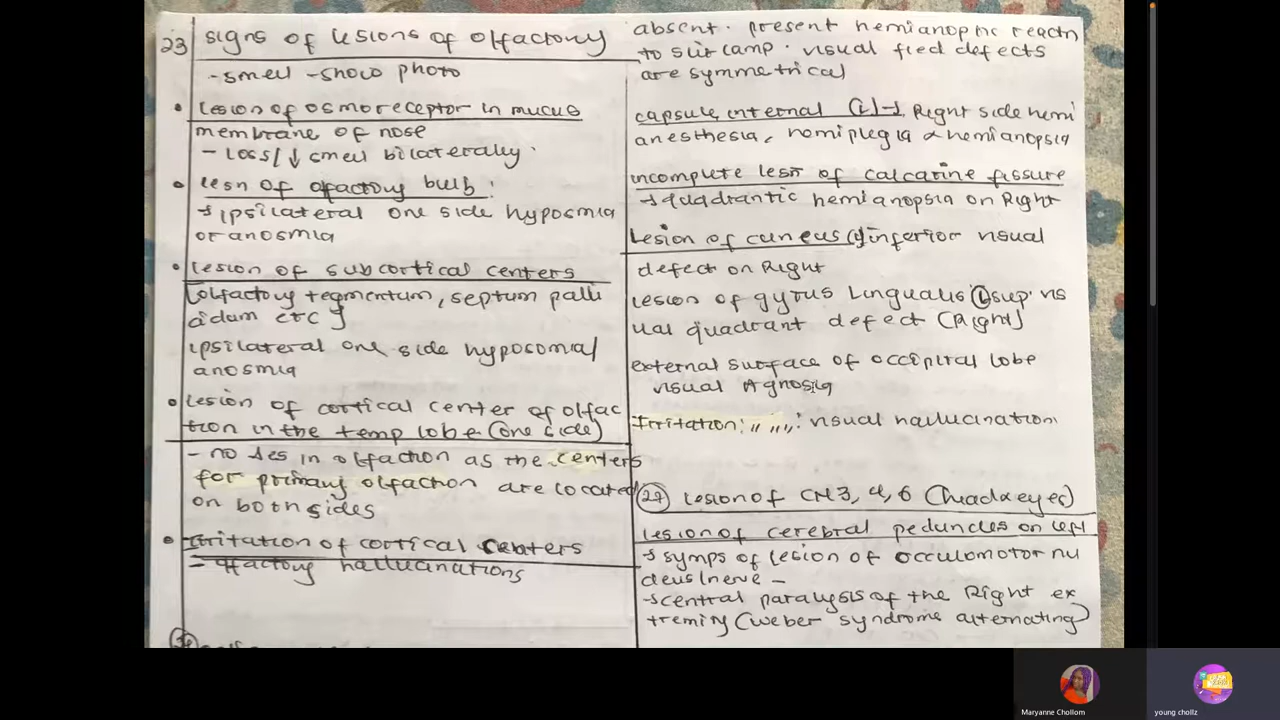 23 signs of lesions of olfactory
- smell - show photo
• lesion of osmoreceptor in mucus
membrane of nose
- Loss/↓ smell bilaterally.
• lesn of olfactory bulb:
→ ipsilateral one side hyposmia
or anosmia
• lesion of subcortical centers
[olfactory tegmentum, septum palli
aidum etc]
ipsilateral one side hyposomia/
anosmia
• lesion of cortical center of olfac
tion in the temp lobe (one side)
- no des in olfaction as the centers
for primary olfaction are located
on both sides
• Irritation of cortical centers
- olfactory hallucinations
absent. present hemianoptic reactn
to slit lamp. visual fied defects
are symmetrical
capsule internal (L) → Right side hemi
anesthesia, hemiplegia & hemianopsia
incomplete lesn of calcarine fissure
→ quadrantic hemianopsia on Right
Lesion of cuneus (L) inferior visual
defect on Right
Lesion of gyrus Lingualis (L) sup. vis
ual quadrant defect (Right)
external surface of occipital lobe
visual Agnosia
Irritation: " " ": visual hallucination
27 Lesion of CN 3, 4, 6 (head & eyes)
lesion of cerebral peduncles on left
→ symps of lesion of occulomotor nu
cleus/nerve -
→ central paralysis of the Right ex
tremity (weber syndrome alternating)
Maryanne Chollom
young chollz